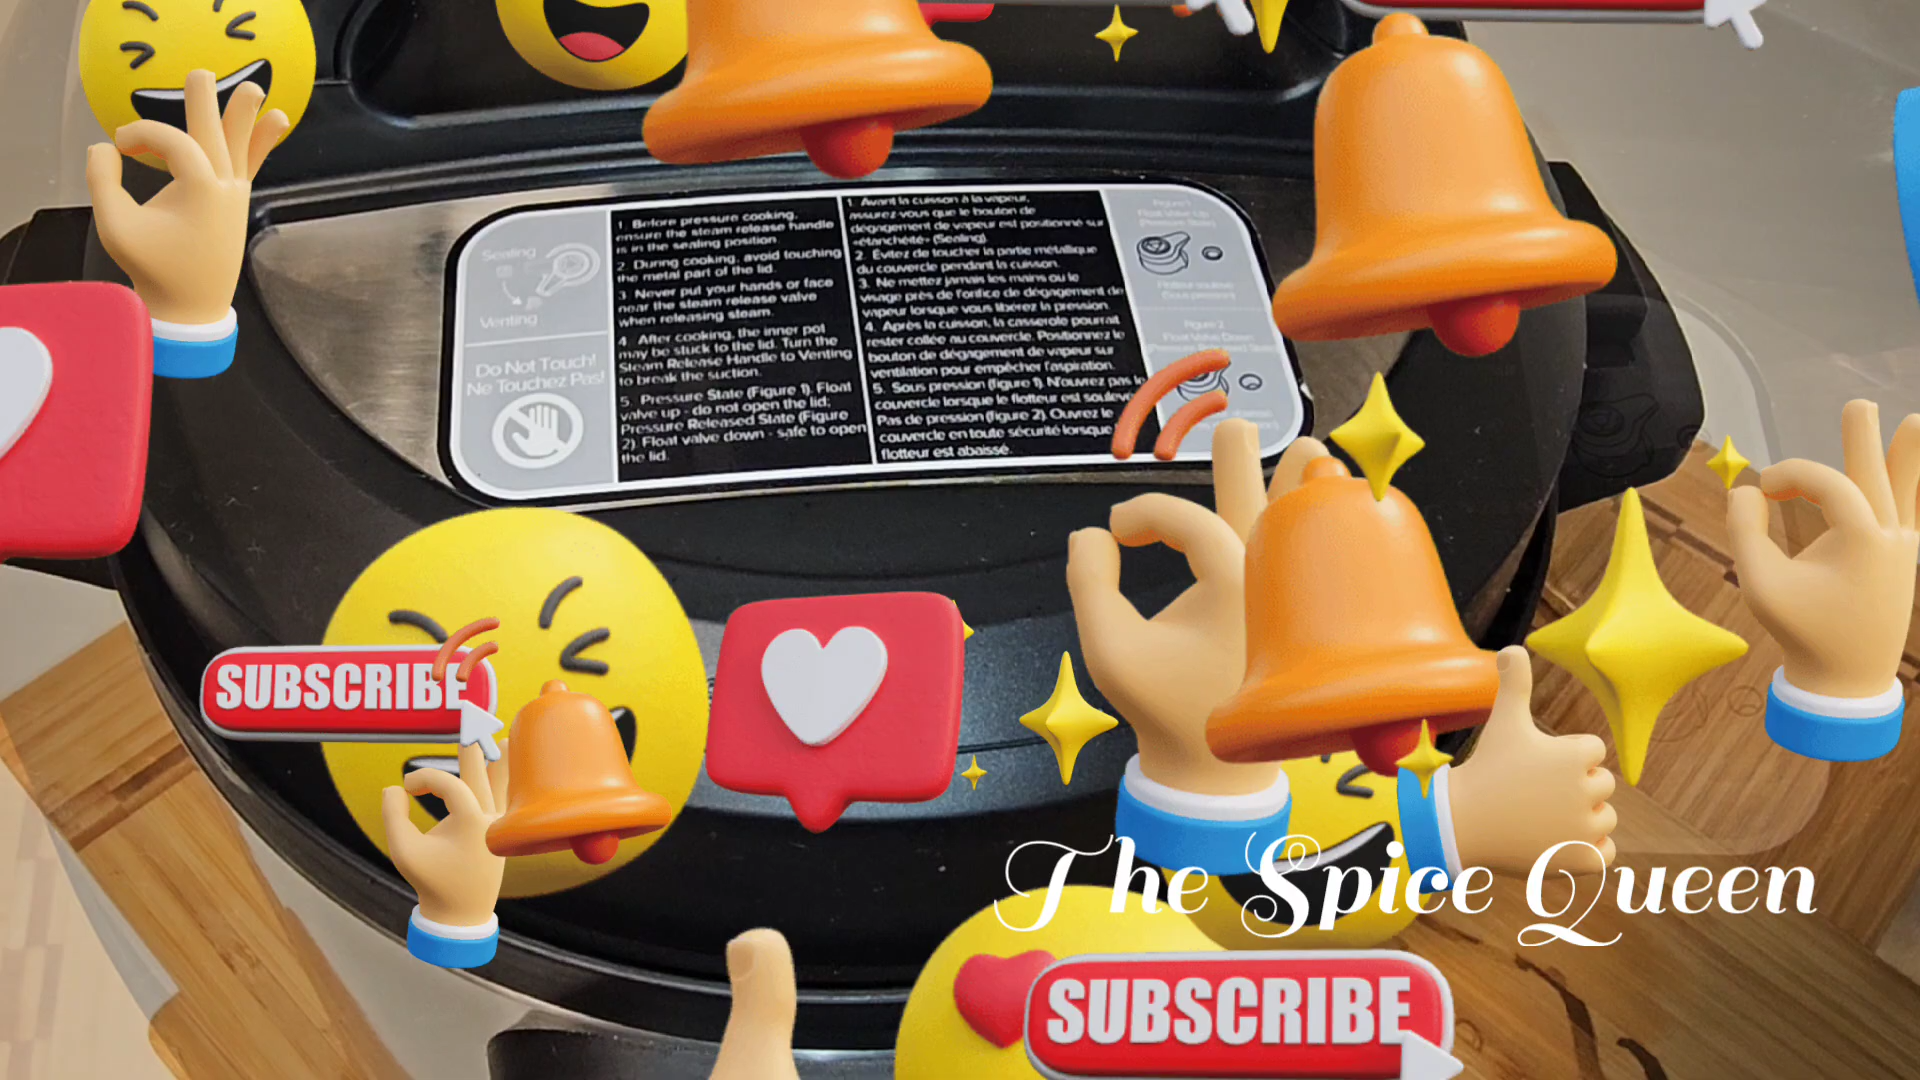 Sealing
Venting
Do Not Touch!
Ne Touchez Pas!
1. Before pressure cooking,
ensure the steam release handle
is in the sealing position.
2. During cooking, avoid touching
the metal part of the lid.
3. Never put your hands or face
near the steam release valve
when releasing steam.
4. After cooking, the inner pot
may be stuck to the lid. Turn the
Steam Release Handle to Venting
to break the suction.
5. Pressure State (Figure 1). Float
valve up - do not open the lid;
Pressure Released State (Figure
2). Float valve down - safe to open
the lid.
1. Avant la cuisson à la vapeur,
assurez-vous que le bouton de
dégagement de vapeur est positionné sur
«étanchéité» (Sealing).
2. Évitez de toucher la partie métallique
du couvercle pendant la cuisson.
3. Ne mettez jamais les mains ou le
visage près de l'orifice de dégagement de
vapeur lorsque vous libérez la pression.
4. Après la cuisson, la casserole pourrait
rester collée au couvercle. Positionnez le
bouton de dégagement de vapeur sur
ventilation pour empêcher l'aspiration.
5. Sous pression (figure 1). N'ouvrez pas le
couvercle lorsque le flotteur est soulevé
Pas de pression (figure 2). Ouvrez le
couvercle en toute sécurité lorsque
flotteur est abaissé.
Figure 1
Float Valve Up
Figure 2
Float Valve Down
SUBSCRIBE
The Spice Queen
SUBSCRIBE